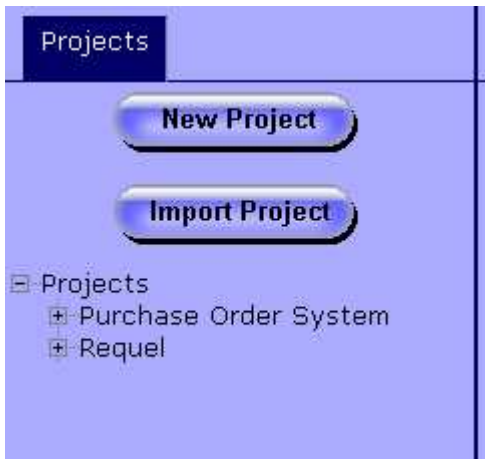 Projects
New Project
Import Project
Projects
Purchase Order System
Requel